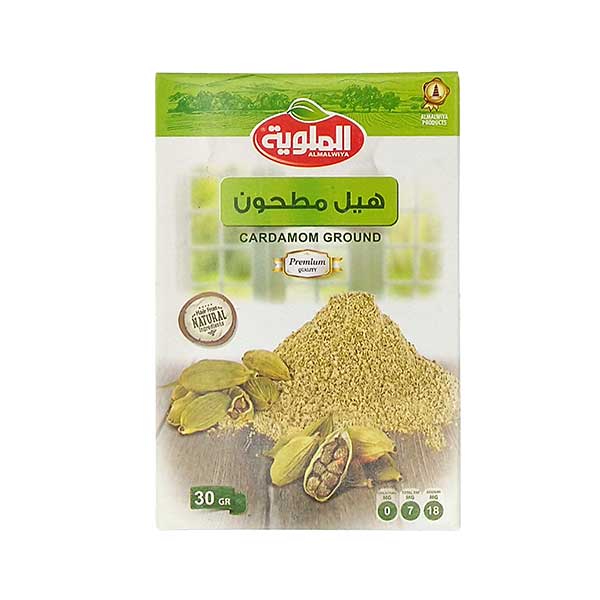 الملوية
®
ALMALWIYA
ALMALWIYA
PRODUCTS
هيل مطحون
CARDAMOM GROUND
Premium
QUALITY
Made from
NATURAL
Ingredients
30 GR
MG MG MG
0 7 18